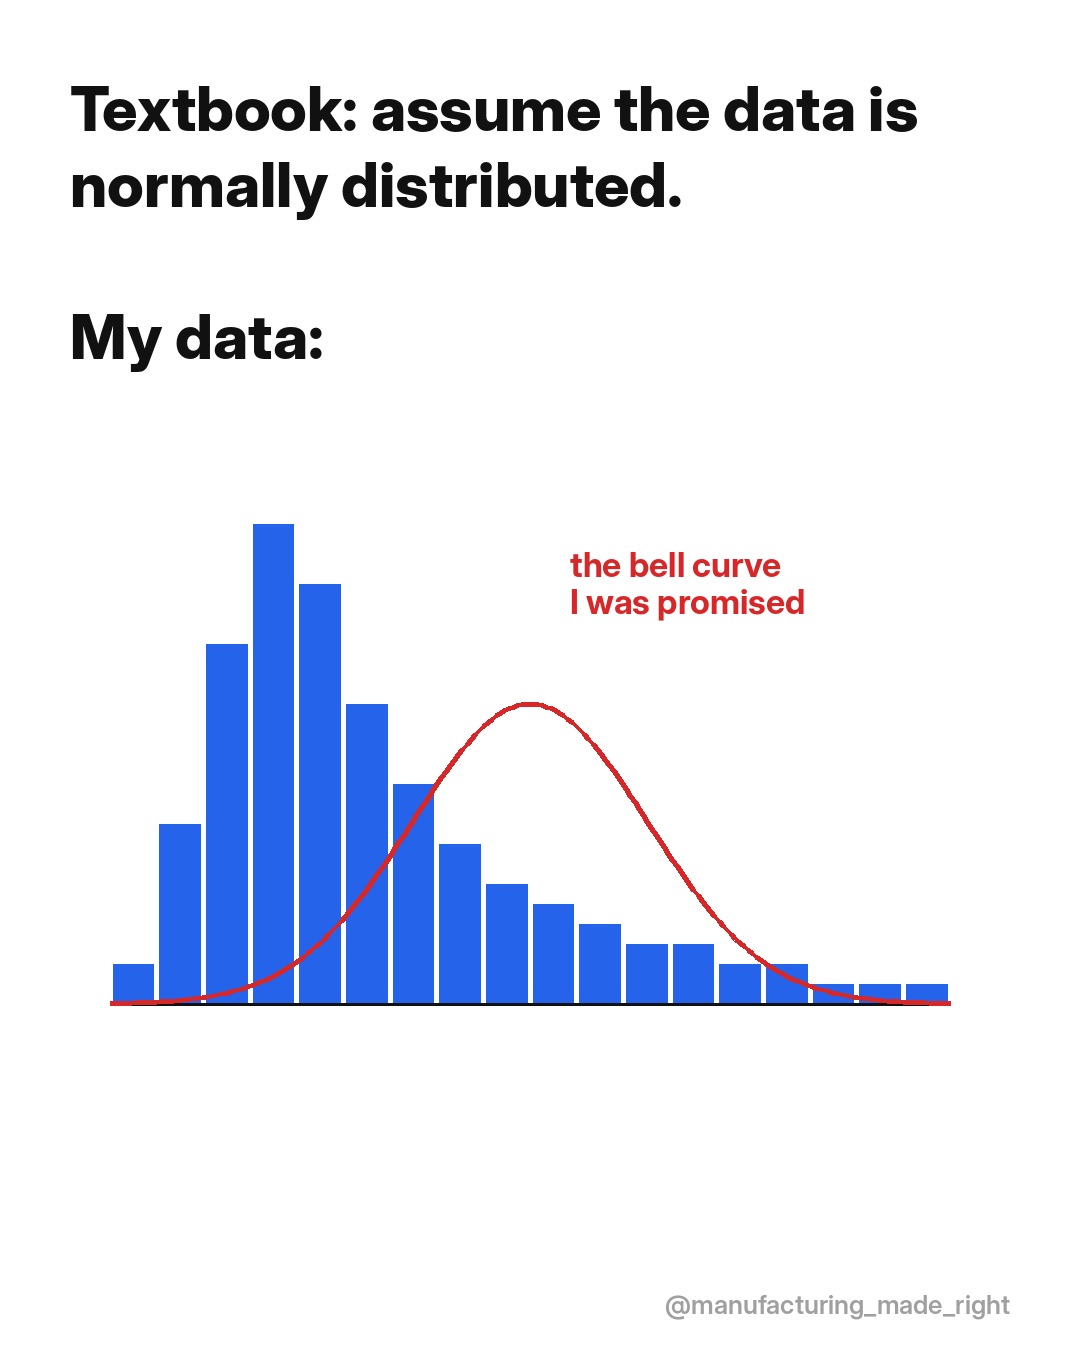 Textbook: assume the data is
normally distributed.
My data:
the bell curve
I was promised
@manufacturing_made_right